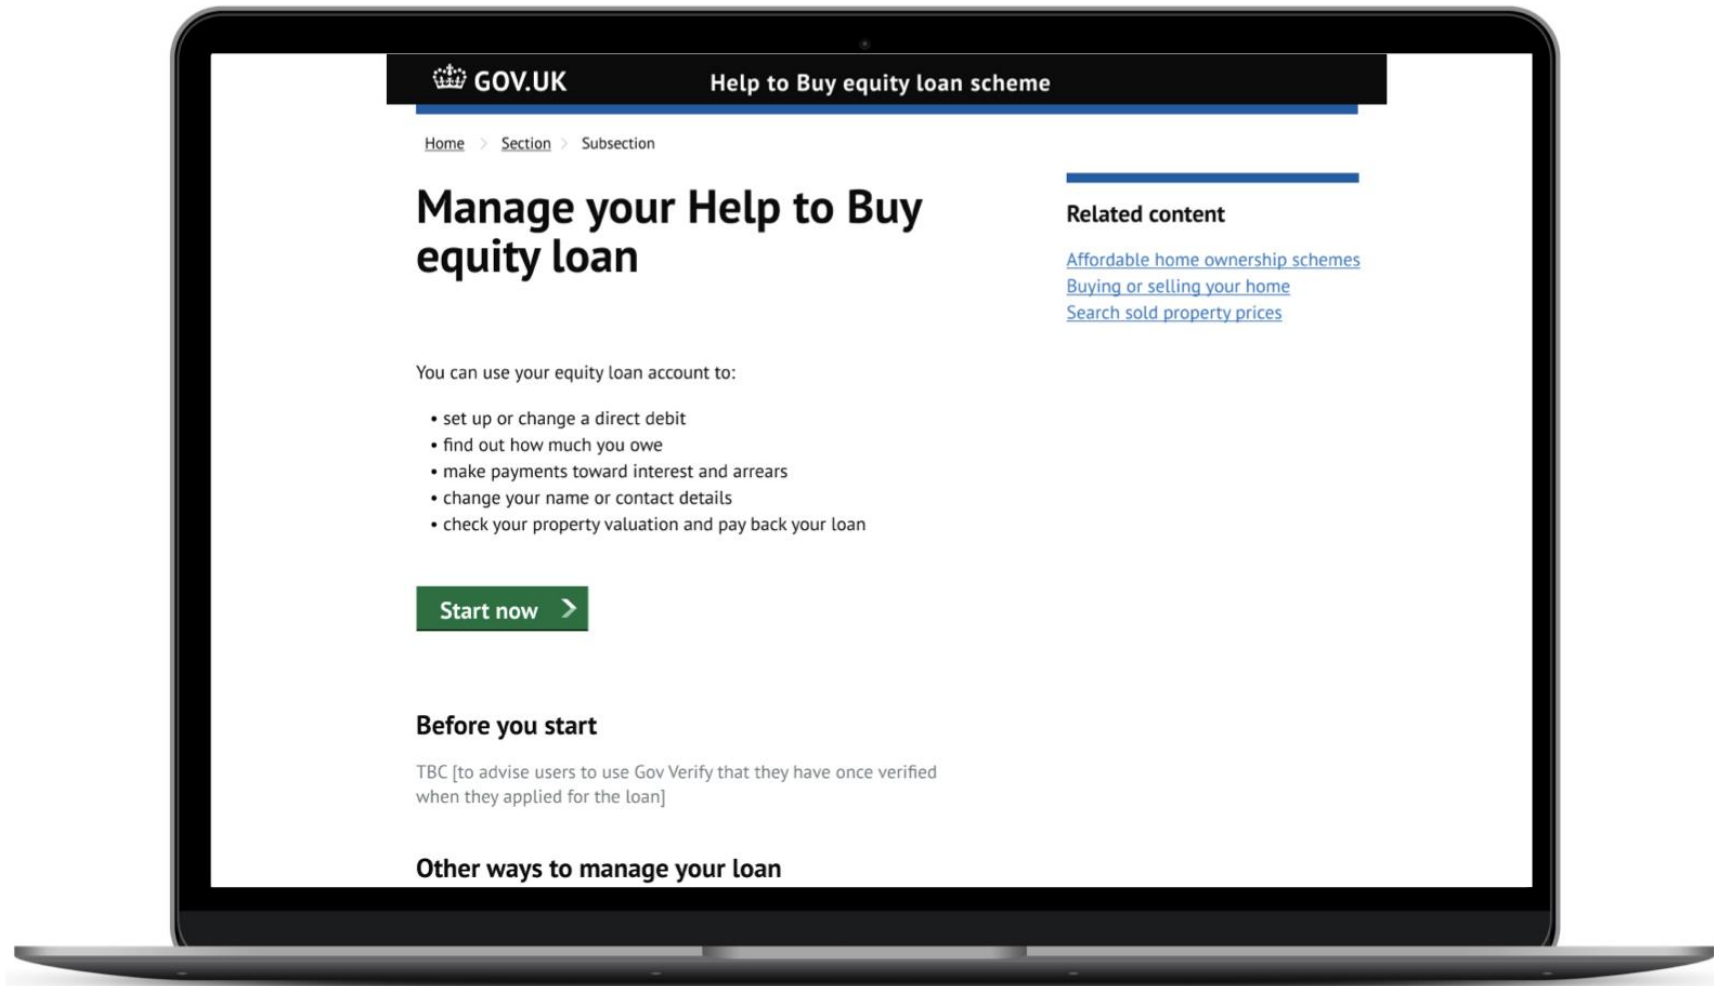 GOV.UK
Help to Buy equity loan scheme
Home > Section > Subsection
Manage your Help to Buy
equity loan
Related content
Affordable home ownership schemes
Buying or selling your home
Search sold property prices
You can use your equity loan account to:
• set up or change a direct debit
• find out how much you owe
• make payments toward interest and arrears
• change your name or contact details
• check your property valuation and pay back your loan
Start now >
Before you start
TBC [to advise users to use Gov Verify that they have once verified
when they applied for the loan]
Other ways to manage your loan